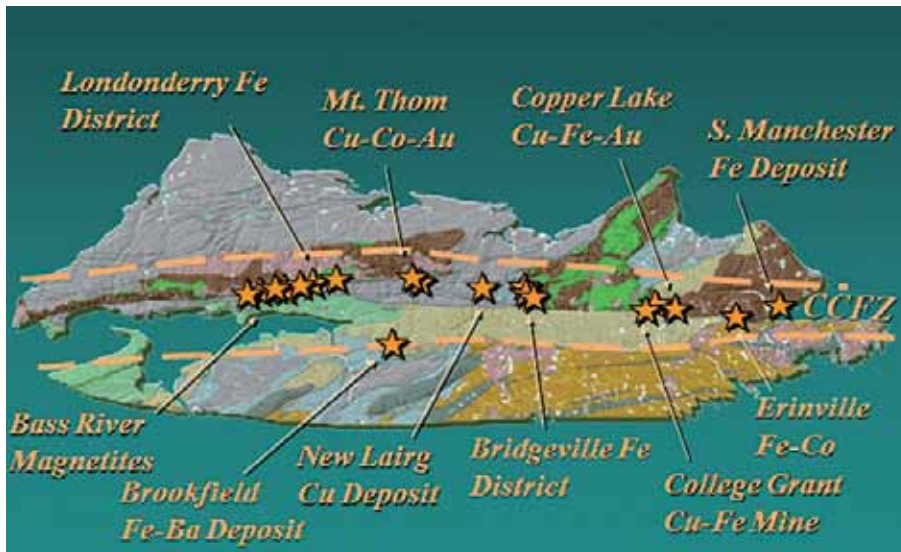 Londonderry Fe
District
Mt. Thom
Cu-Co-Au
Copper Lake
Cu-Fe-Au
S. Manchester
Fe Deposit
CCFZ
Bass River
Magnetites
Brookfield
Fe-Ba Deposit
New Lairg
Cu Deposit
Bridgeville Fe
District
College Grant
Cu-Fe Mine
Erinville
Fe-Co